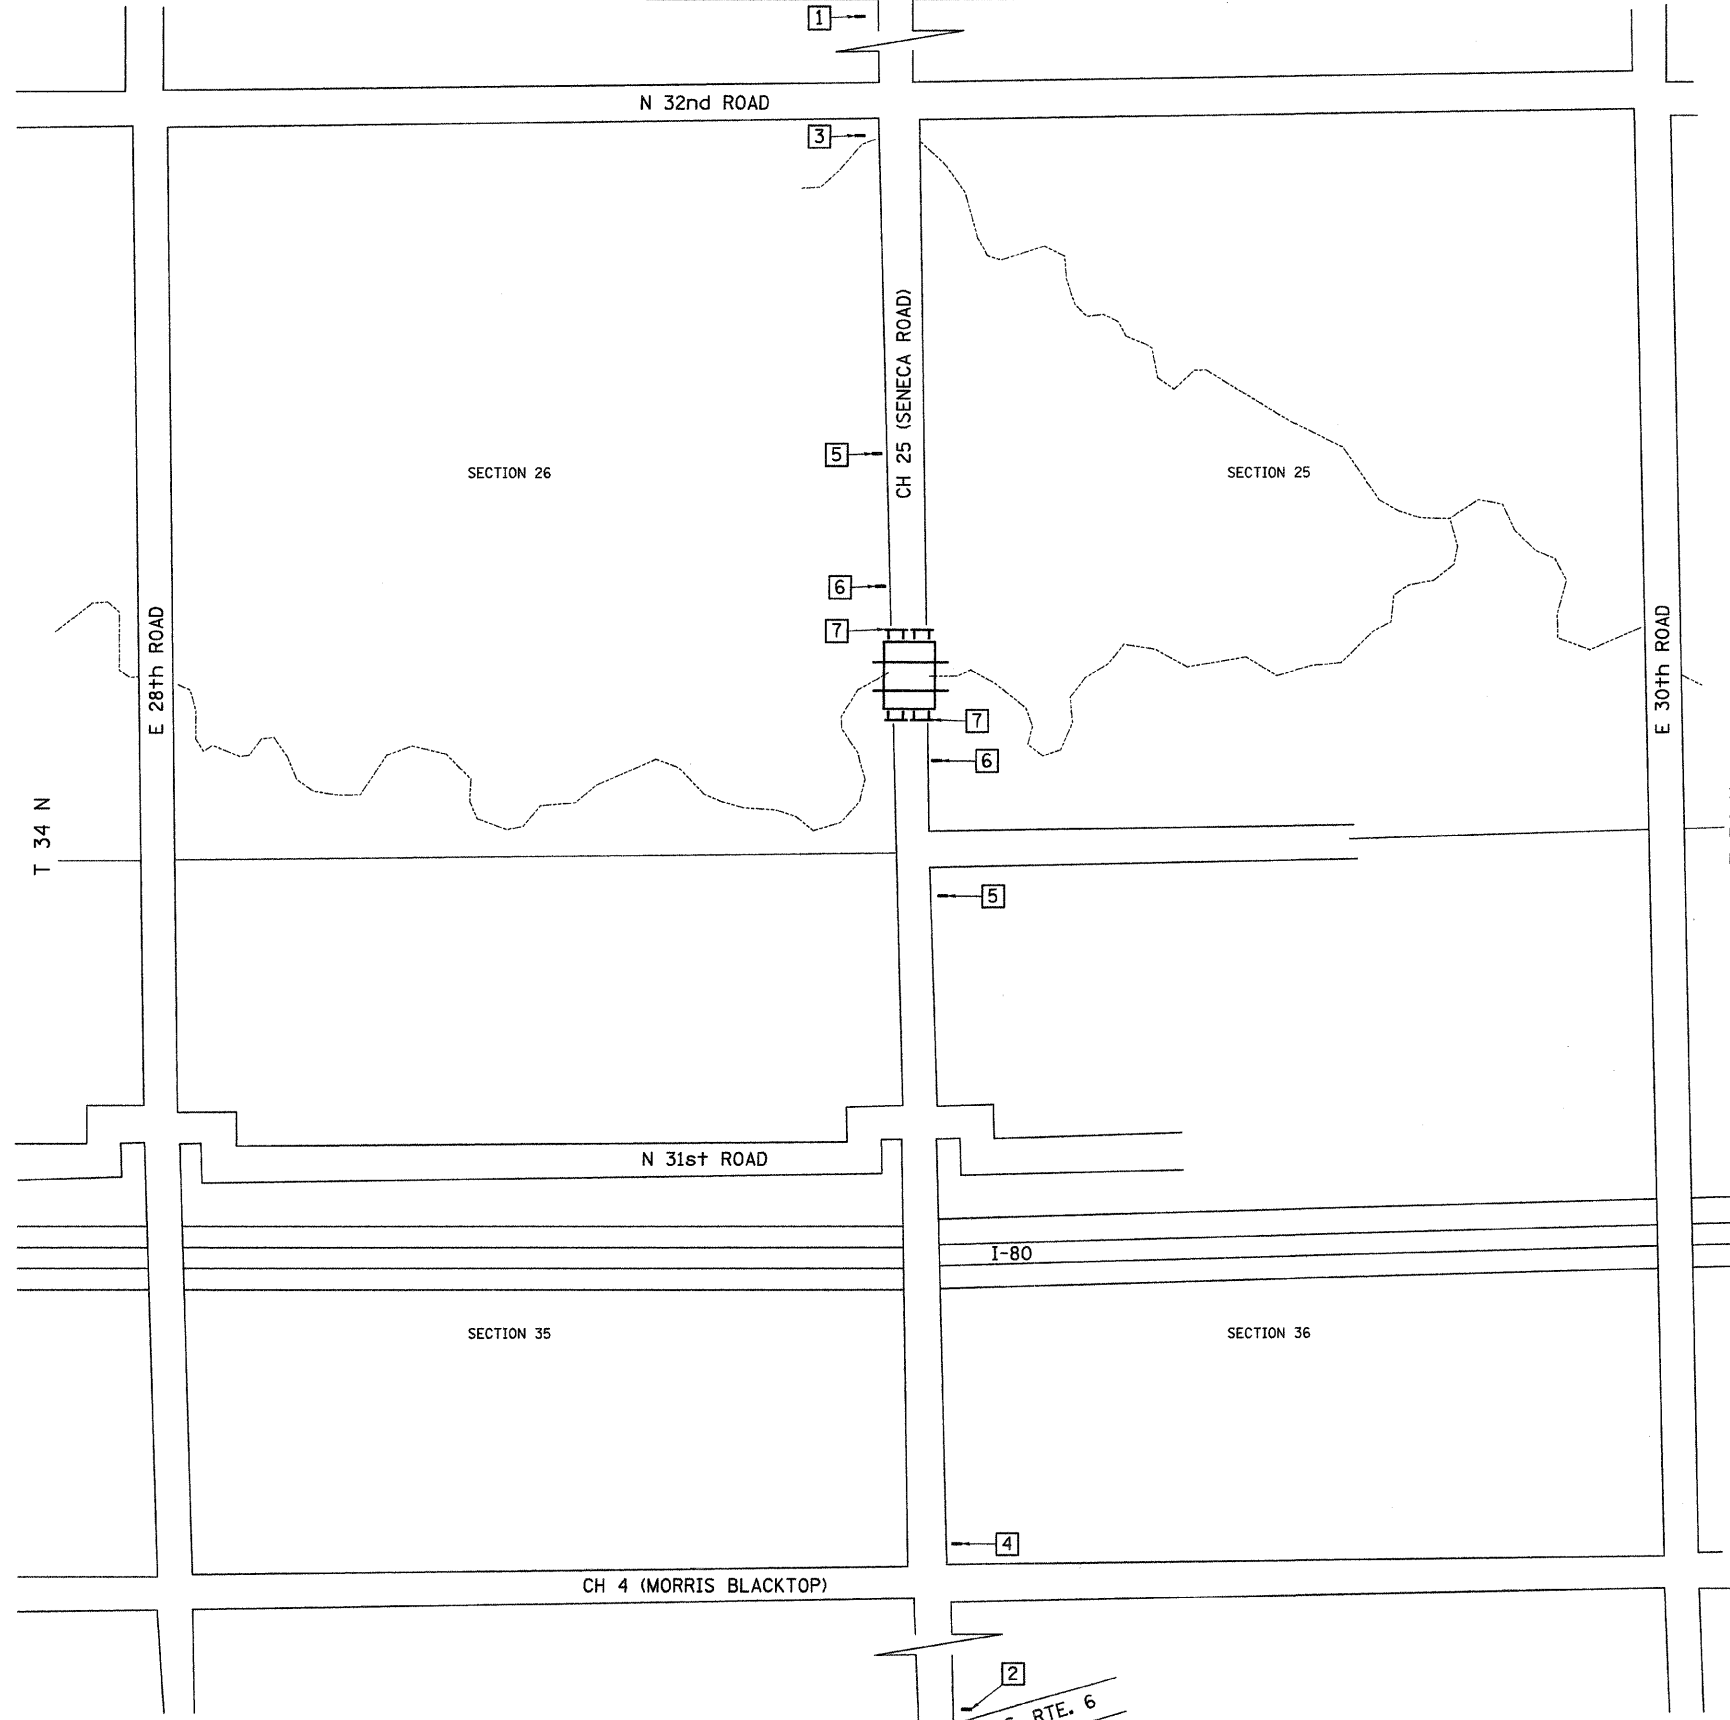 1
N 32nd ROAD
3
CH 25 (SENECA ROAD)
5
SECTION 26
SECTION 25
6
7
E 28th ROAD
E 30th ROAD
7
6
T 34 N
5
N 31st ROAD
I-80
SECTION 35
SECTION 36
4
CH 4 (MORRIS BLACKTOP)
2
RTE. 6